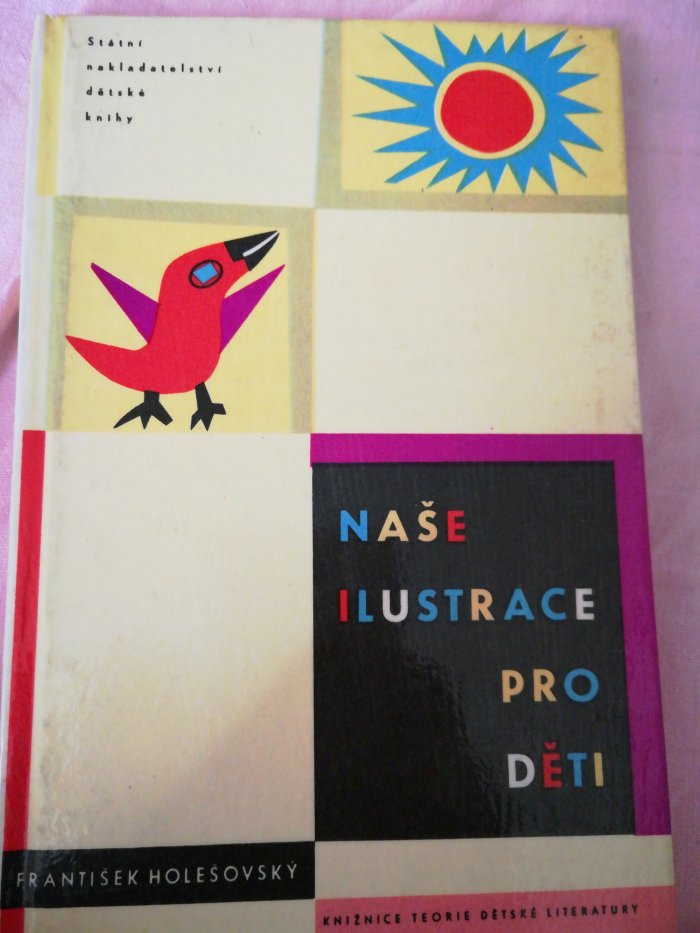 Státní
nakladatelství
dětské
knihy
NAŠE
ILUSTRACE
PRO
DĚTI
FRANTIŠEK HOLEŠOVSKÝ
KNIŽNICE TEORIE DĚTSKÉ LITERATURY